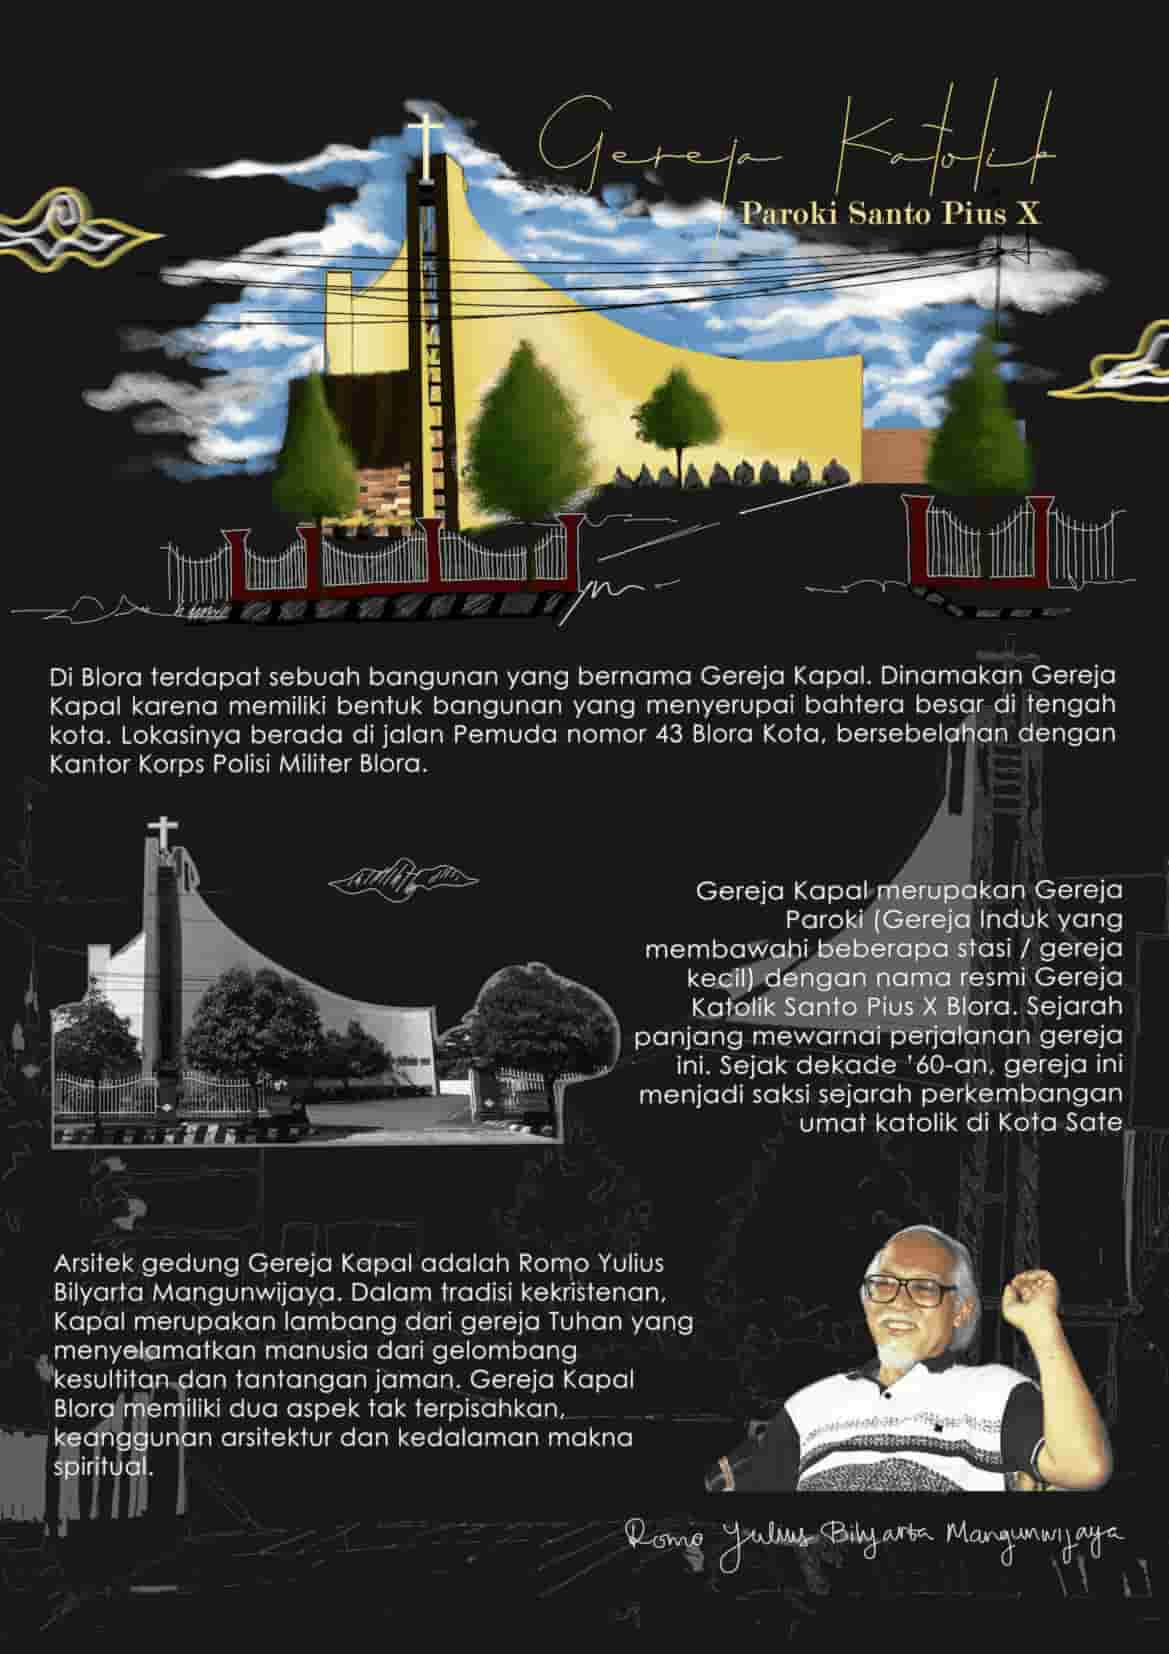 Gereja Katolik
Paroki Santo Pius X
Di Blora terdapat sebuah bangunan yang bernama Gereja Kapal. Dinamakan Gereja
Kapal karena memiliki bentuk bangunan yang menyerupai bahtera besar di tengah
kota. Lokasinya berada di jalan Pemuda nomor 43 Blora Kota, bersebelahan dengan
Kantor Korps Polisi Militer Blora.
Gereja Kapal merupakan Gereja
Paroki (Gereja Induk yang
membawahi beberapa stasi / gereja
kecil) dengan nama resmi Gereja
Katolik Santo Pius X Blora. Sejarah
panjang mewarnai perjalanan gereja
ini. Sejak dekade '60-an, gereja ini
menjadi saksi sejarah perkembangan
umat katolik di Kota Sate
Arsitek gedung Gereja Kapal adalah Romo Yulius
Bilyarta Mangunwijaya. Dalam tradisi kekristenan,
Kapal merupakan lambang dari gereja Tuhan yang
menyelamatkan manusia dari gelombang
kesultitan dan tantangan jaman. Gereja Kapal
Blora memiliki dua aspek tak terpisahkan,
keanggunan arsitektur dan kedalaman makna
spiritual.
Romo Yulius Bilyarta Mangunwijaya